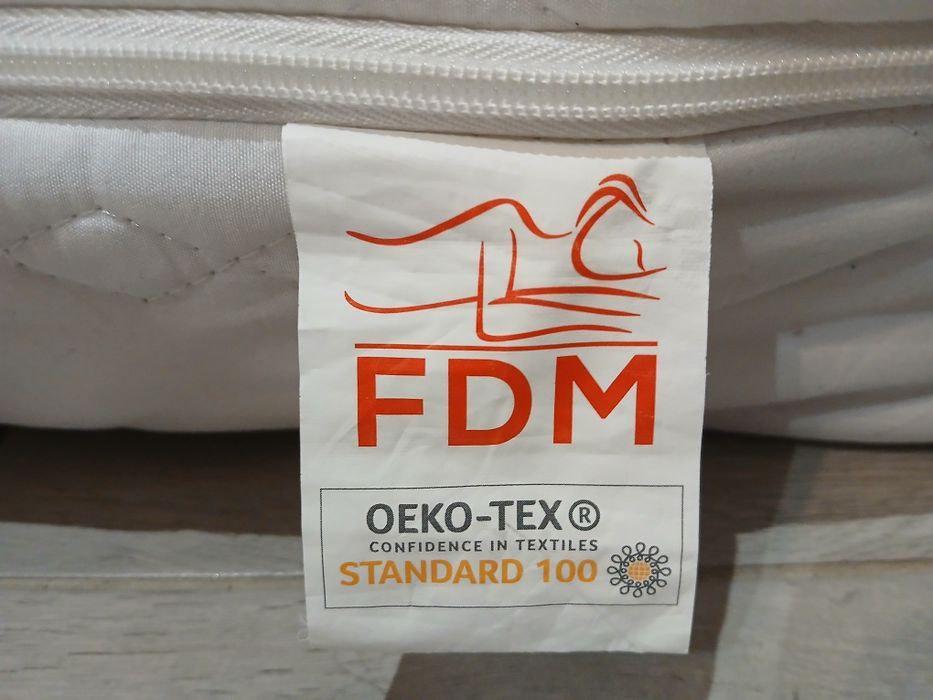 FDM
OEKO-TEX®
CONFIDENCE IN TEXTILES
STANDARD 100